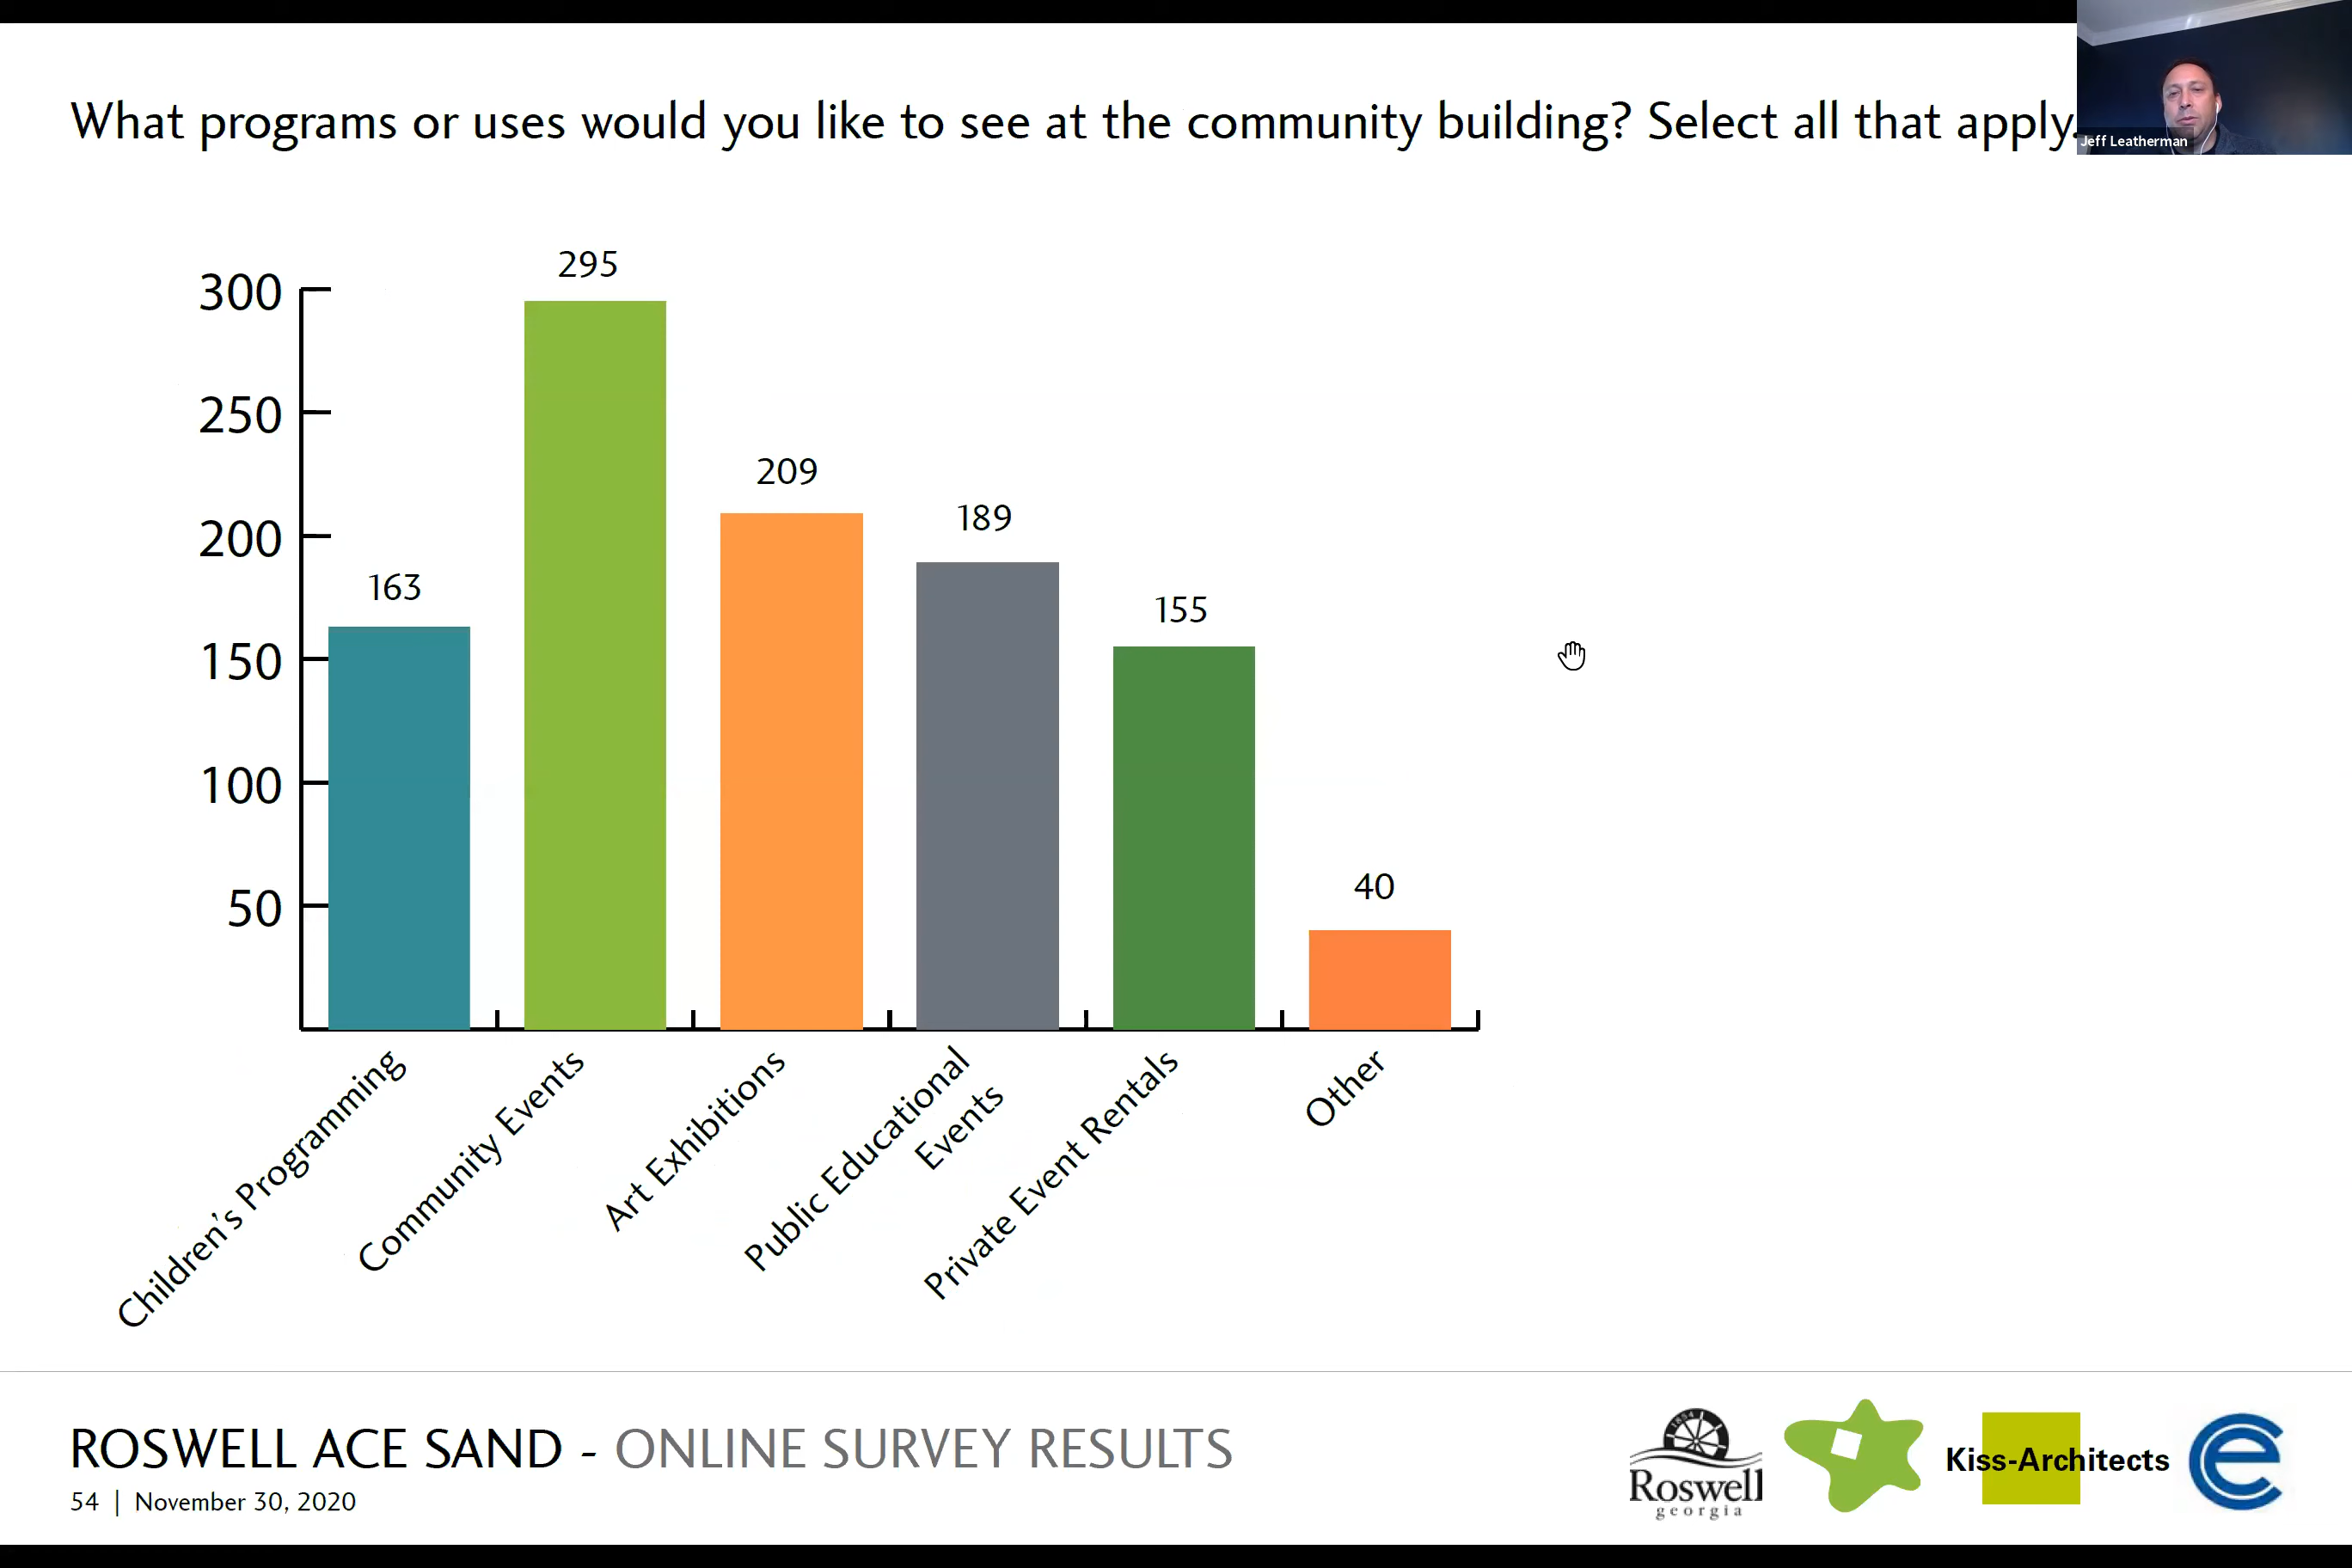 What programs or uses would you like to see at the community building? Select all that apply.
Jeff Leatherman
300
250
200
150
100
50
163
295
209
189
155
40
Children's Programming
Community Events
Art Exhibitions
Public Educational
Events
Private Event Rentals
Other
ROSWELL ACE SAND - ONLINE SURVEY RESULTS
54 | November 30, 2020
1854
Roswell
georgia
Kiss-Architects